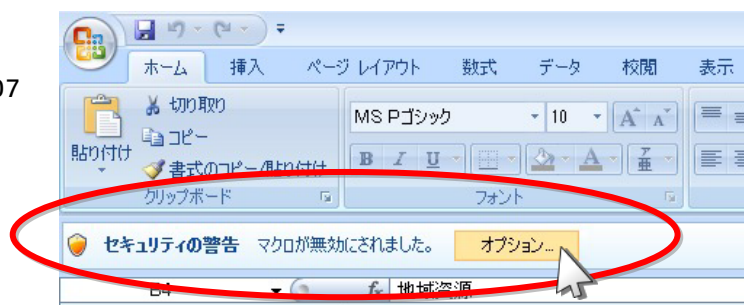 07
ホーム 挿入 ページ レイアウト 数式 データ 校閲 表示
切り取り
コピー
貼り付け
書式のコピー/貼り付け
MS Pゴシック 10 A A
B I U A ア亜
クリップボード フォント
セキュリティの警告 マクロが無効にされました。 オプション...
E4 fx 地域資源